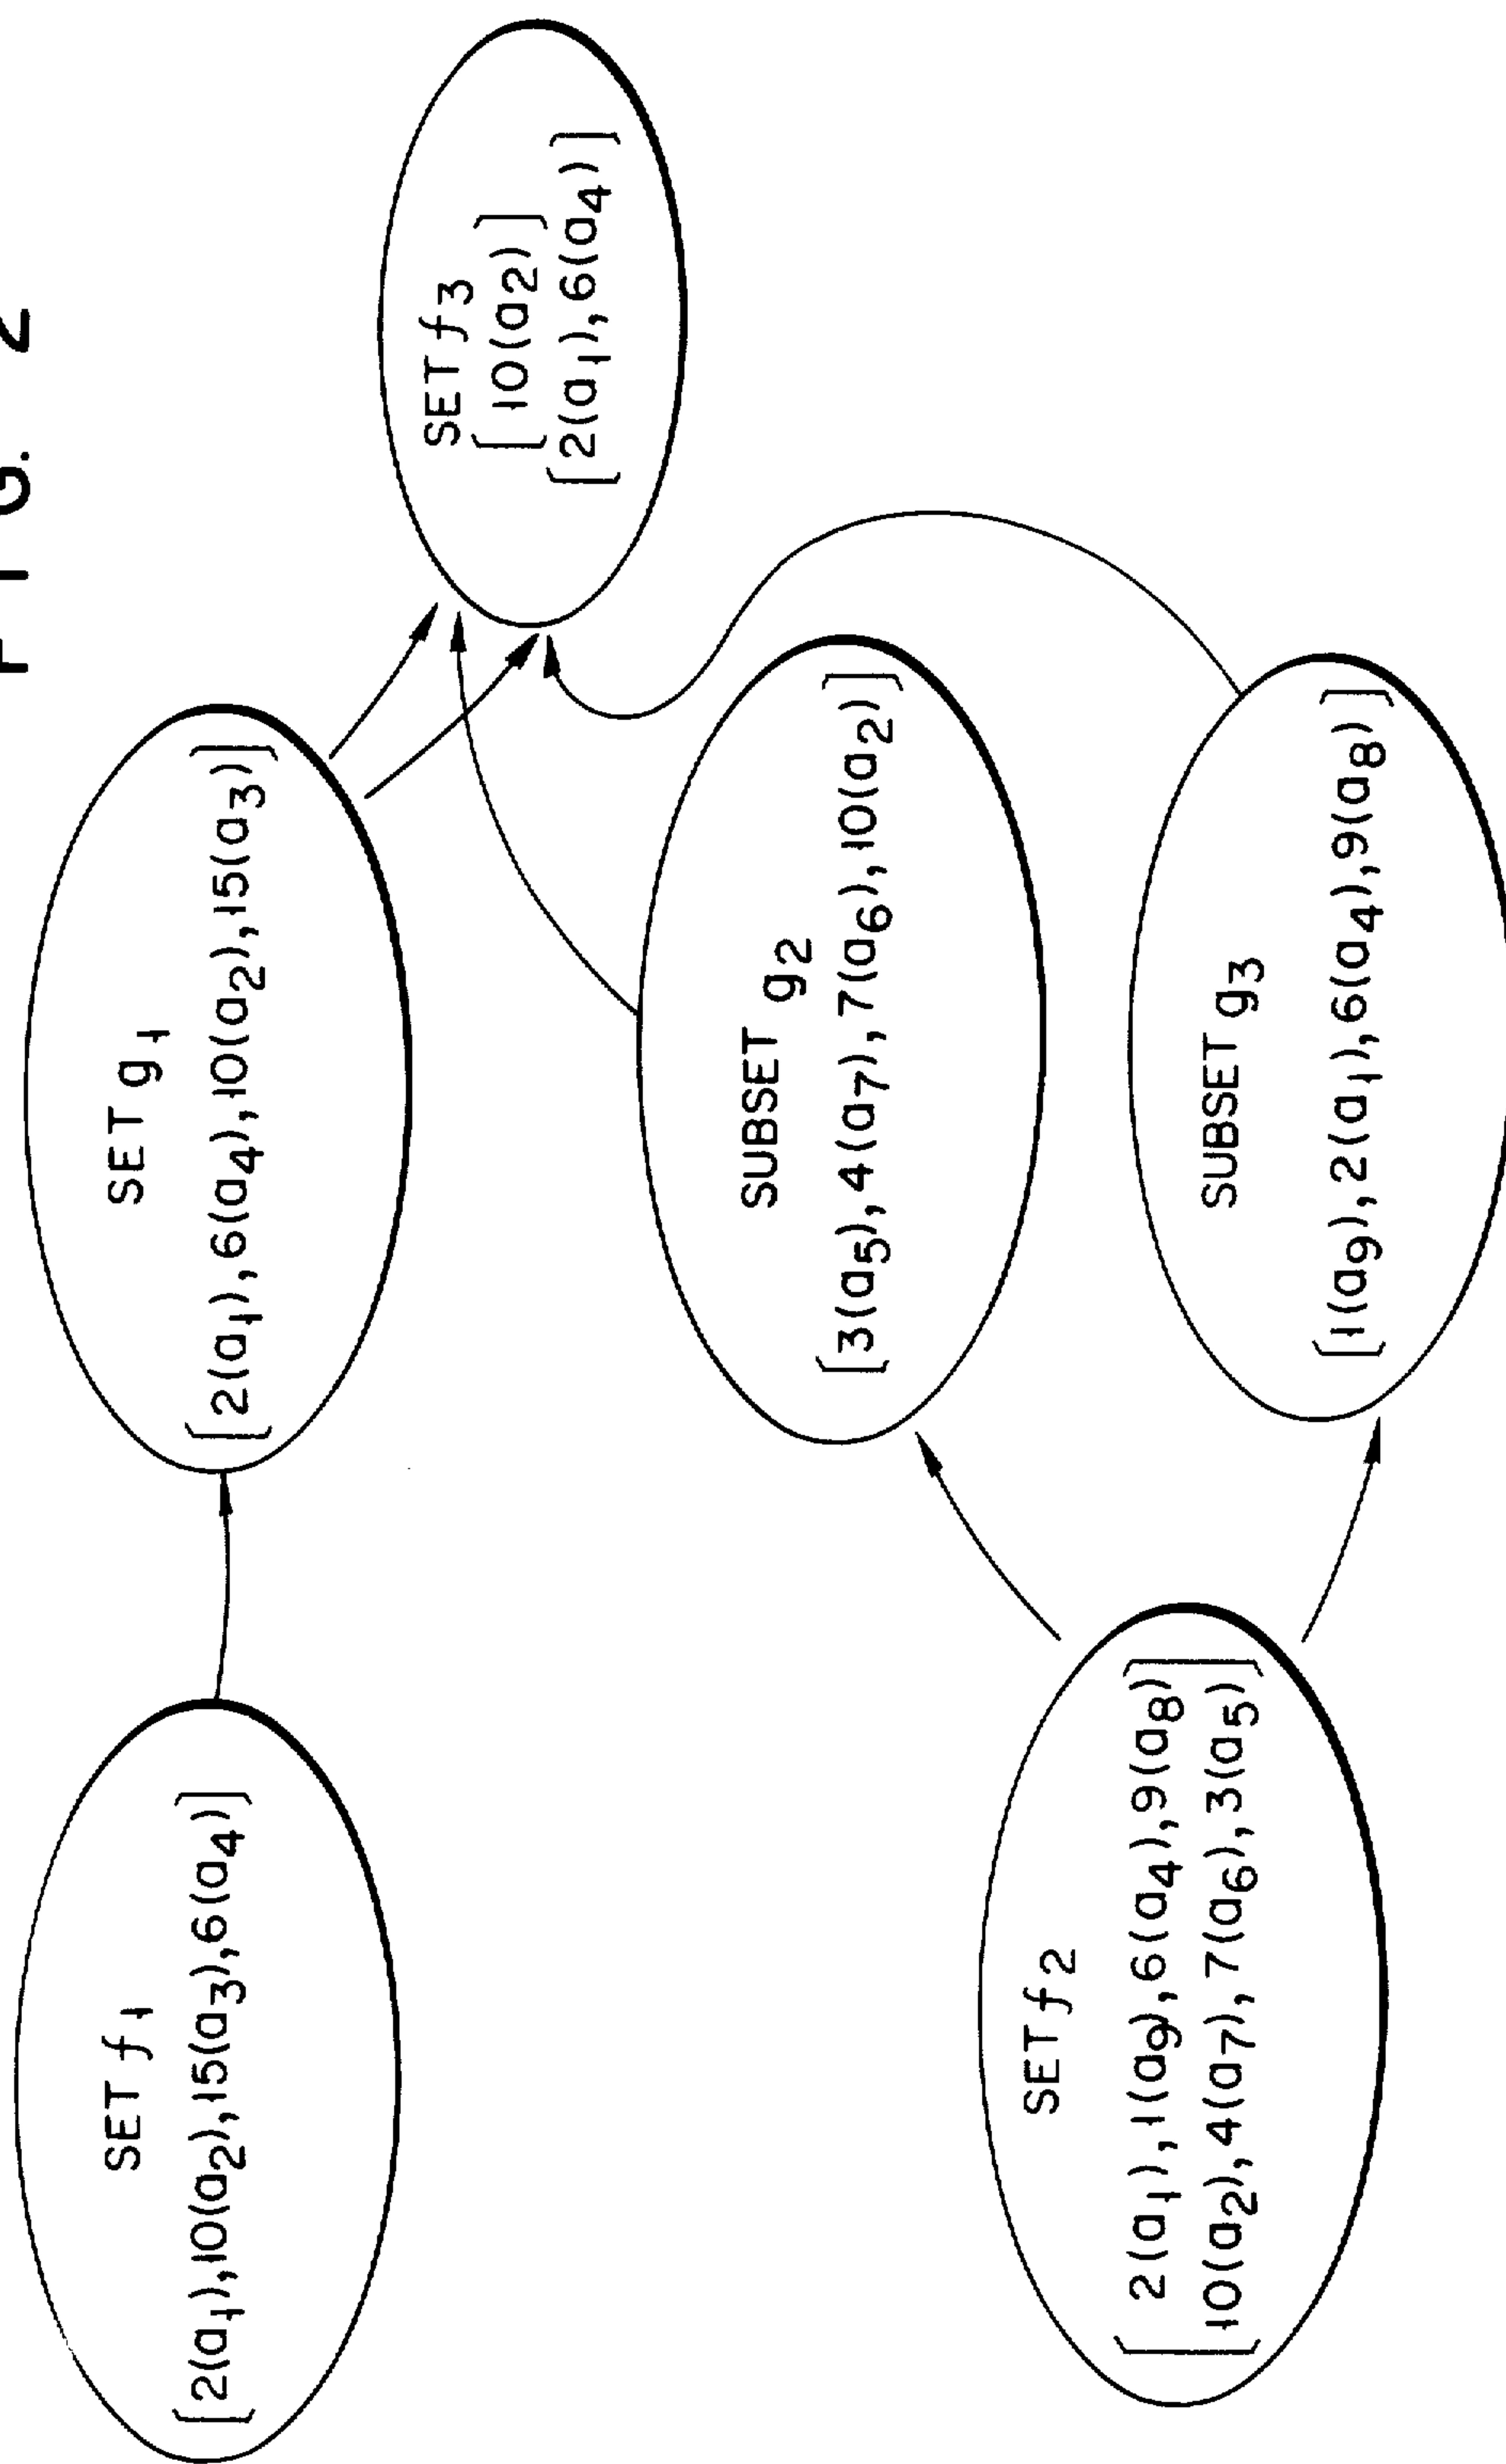 FIG. 2
SET f1
[2(a1),10(a2),15(a3),6(a4)]
SET g1
[2(a1),6(a4),10(a2),15(a3)]
SET f3
[10(a2)]
[2(a1),6(a4)]
SET f2
[2(a1),1(a9),6(a4),9(a8)
10(a2),4(a7),7(a6),3(a5)]
SUBSET g2
[3(a5),4(a7),7(a6),10(a2)]
SUBSET g3
[1(a9),2(a1),6(a4),9(a8)]